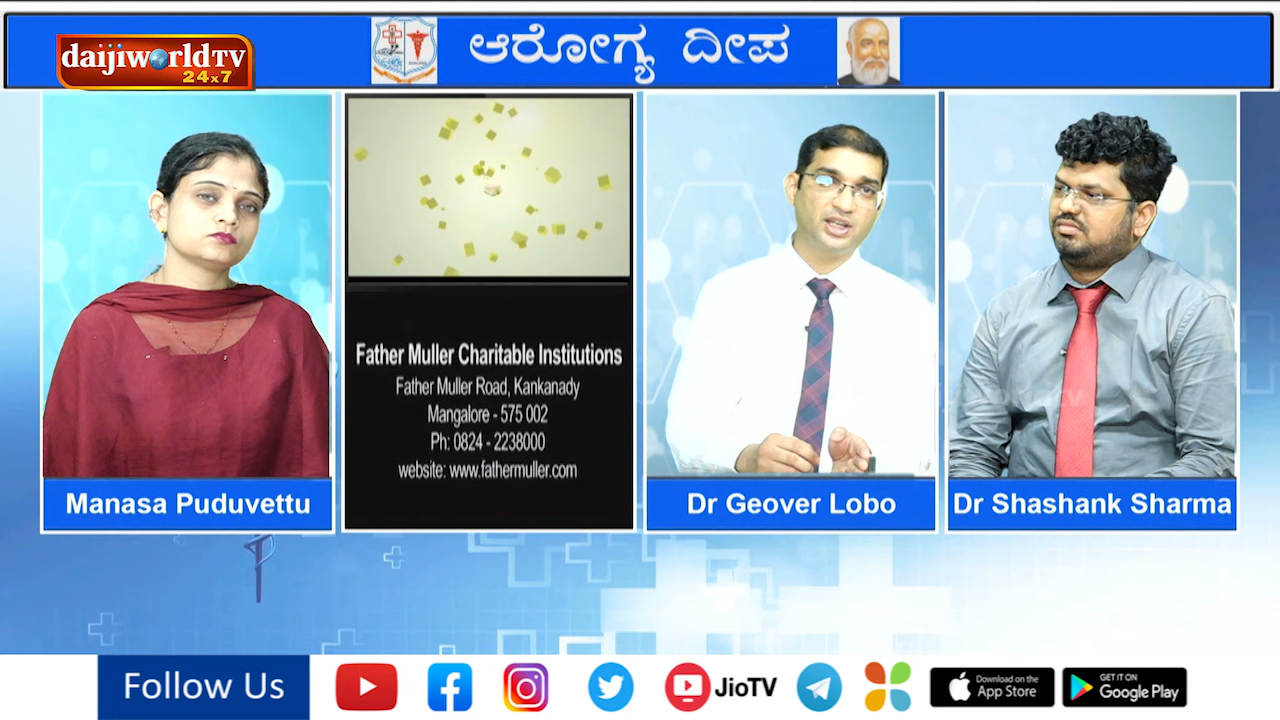 daijiworldTV
24x7
ಆರೋಗ್ಯ ದೀಪ
Father Muller Charitable Institutions
Father Muller Road, Kankanady
Mangalore - 575 002
Ph: 0824 - 2238000
website: www.fathermuller.com
Manasa Puduvettu
Dr Geover Lobo
Dr Shashank Sharma
Follow Us
JioTV
Download on the
App Store
GET IT ON
Google Play